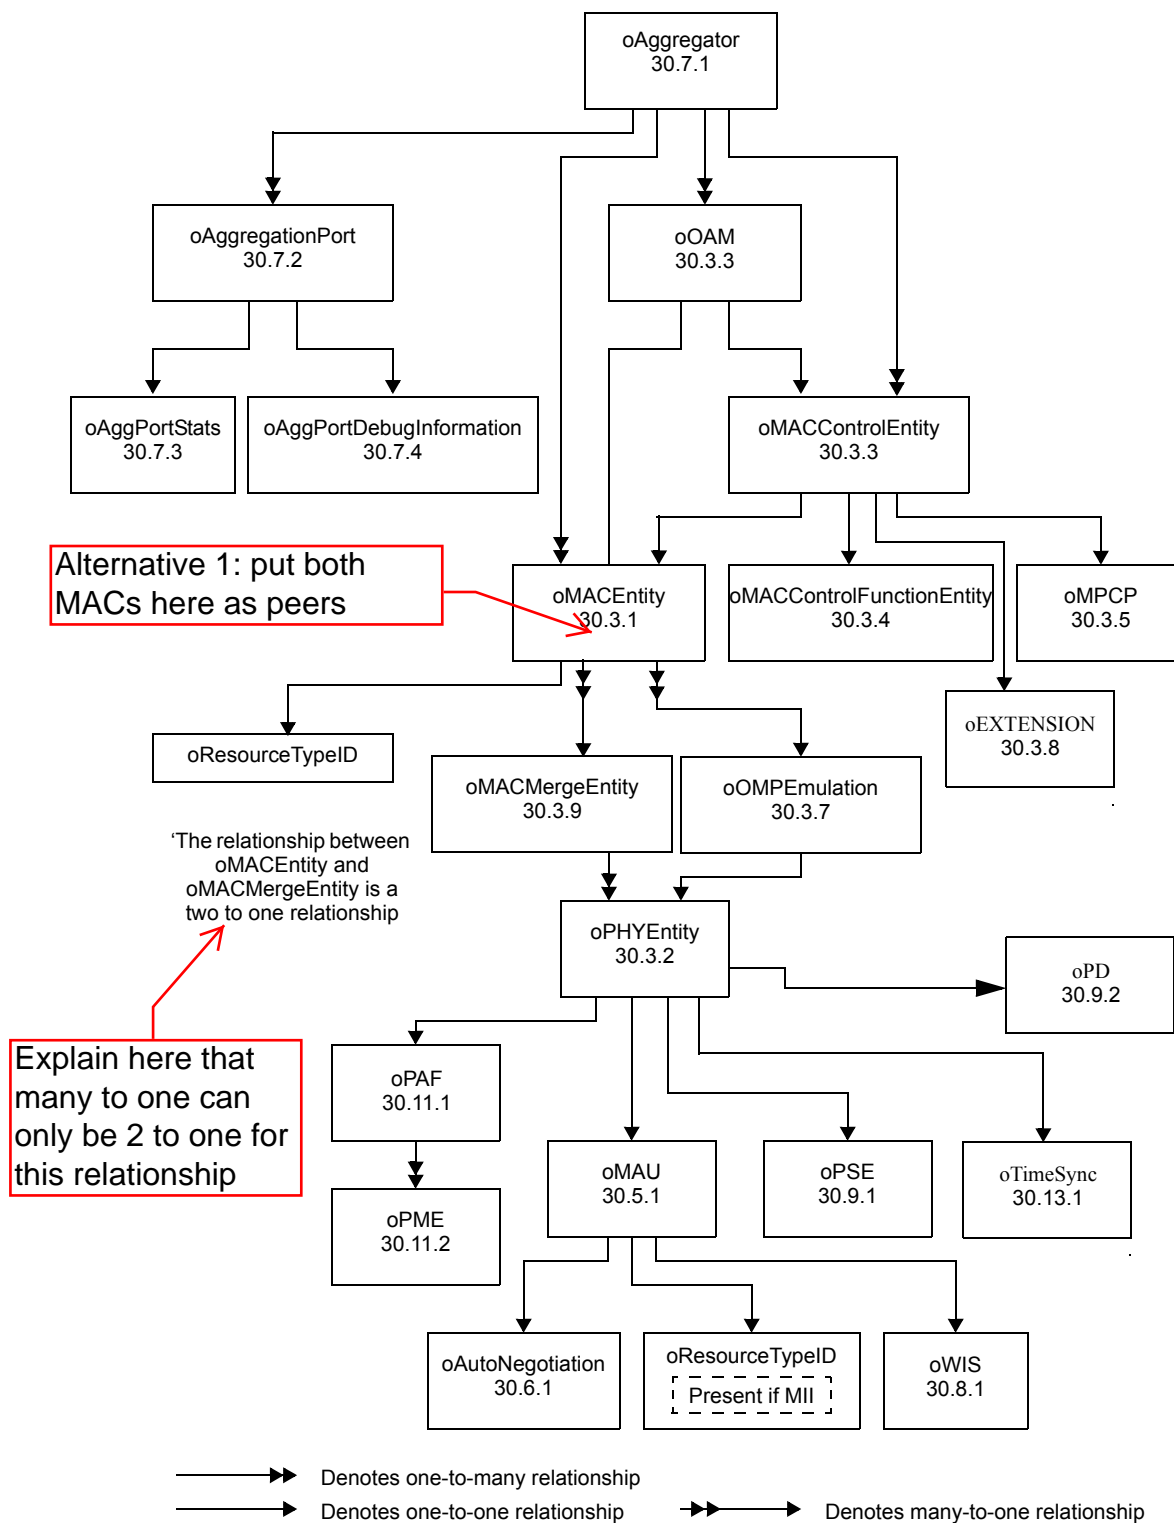 oAggregator
30.7.1
oAggregationPort
30.7.2
oOAM
30.3.3
oAggPortStats
30.7.3
oAggPortDebugInformation
30.7.4
oMACControlEntity
30.3.3
Alternative 1: put both
MACs here as peers
oMACEntity
30.3.1
oMACControlFunctionEntity
30.3.4
oMPCP
30.3.5
oResourceTypeID
oEXTENSION
30.3.8
oMACMergeEntity
30.3.9
oOMPEmulation
30.3.7
‘The relationship between
oMACEntity and
oMACMergeEntity is a
two to one relationship
oPHYEntity
30.3.2
oPD
30.9.2
Explain here that
many to one can
only be 2 to one for
this relationship
oPAF
30.11.1
oPME
30.11.2
oMAU
30.5.1
oPSE
30.9.1
oTimeSync
30.13.1
oAutoNegotiation
30.6.1
oResourceTypeID
Present if MII
oWIS
30.8.1
Denotes one-to-many relationship
Denotes one-to-one relationship
Denotes many-to-one relationship